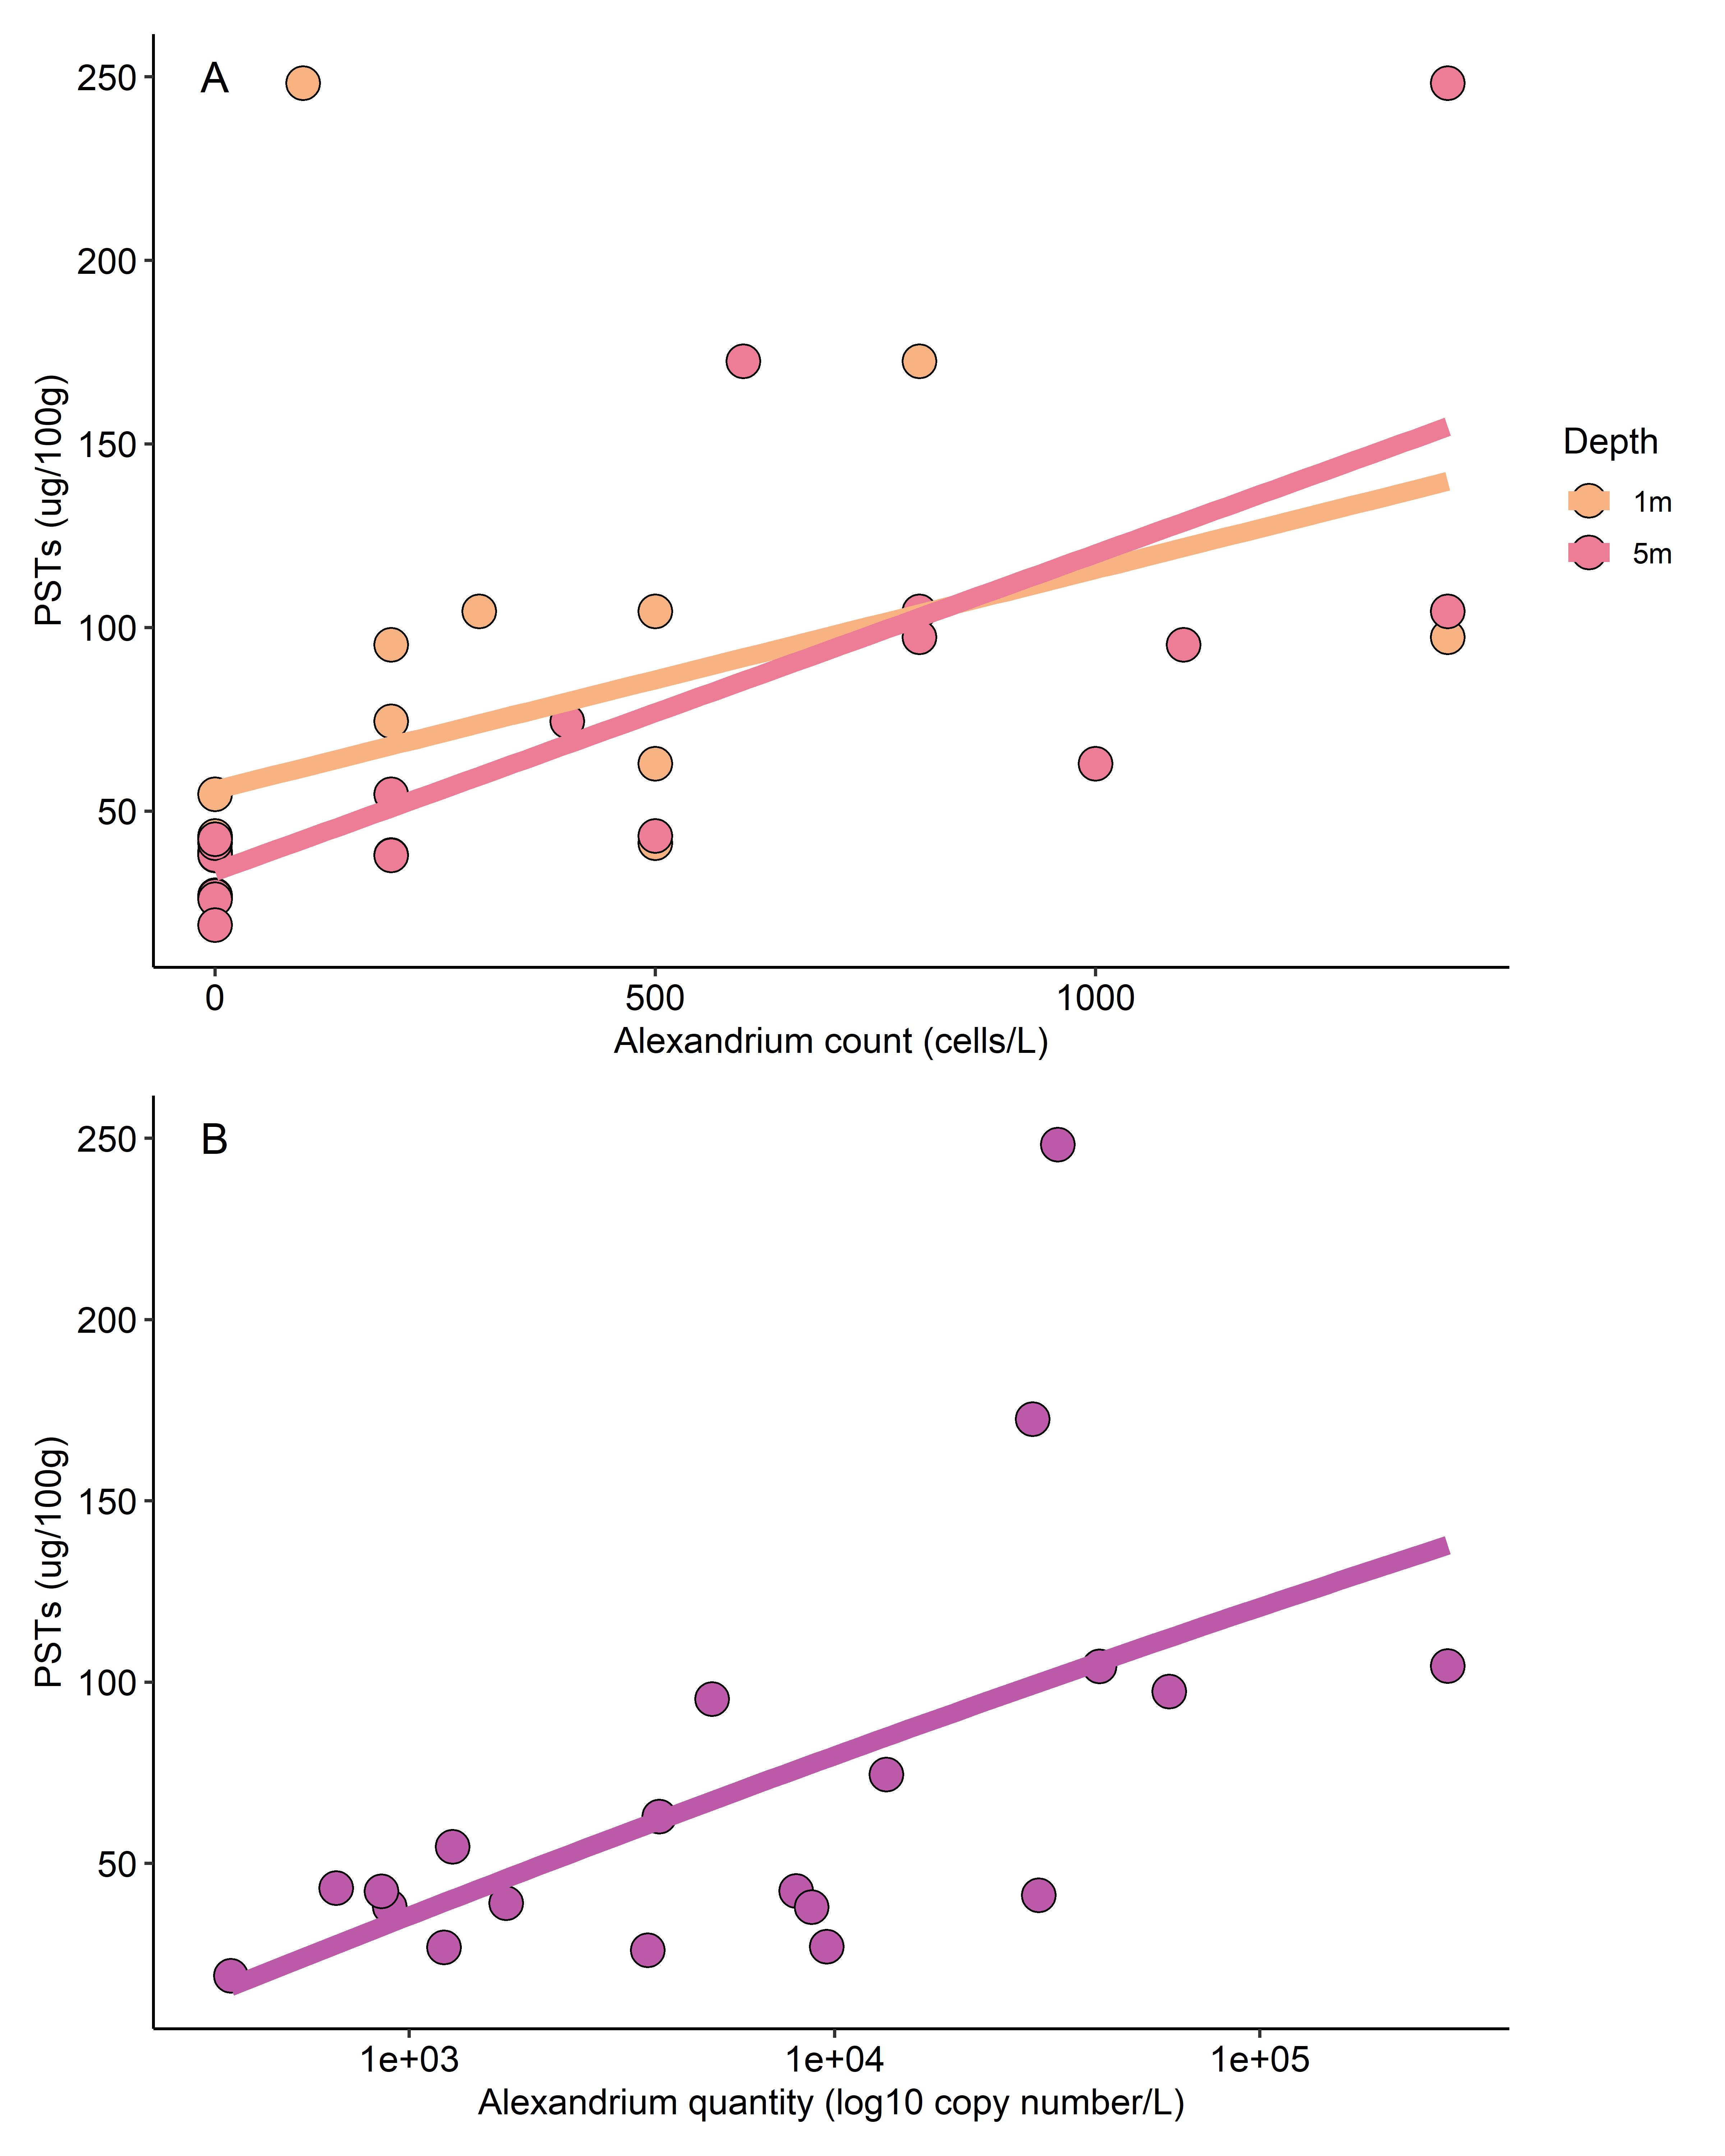 A
250
200
150
100
50
PSTs (ug/100g)
0 500 1000
Alexandrium count (cells/L)
Depth
1m
5m
B
250
200
150
100
50
PSTs (ug/100g)
1e+03 1e+04 1e+05
Alexandrium quantity (log10 copy number/L)